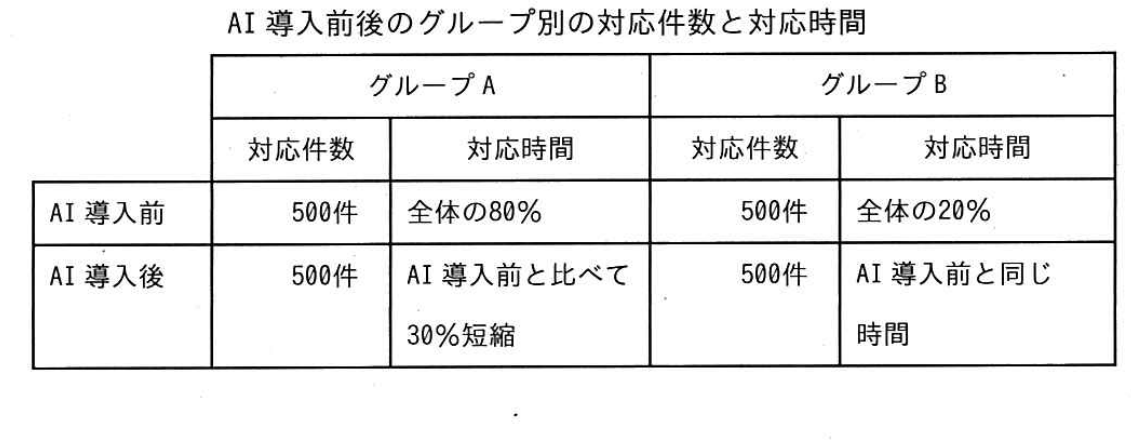 AI 導入前後のグループ別の対応件数と対応時間
グループA グループB
対応件数 対応時間 対応件数 対応時間
AI 導入前 500件 全体の80% 500件 全体の20%
AI 導入後 500件 AI 導入前と比べて 500件 AI 導入前と同じ
30%短縮 時間